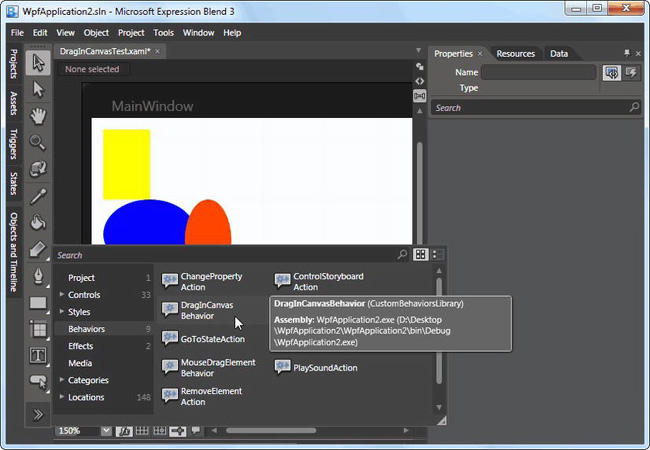 WpfApplication2.sln - Microsoft Expression Blend 3
File Edit View Object Project Tools Window Help
DragInCanvasTest.xaml*
None selected
Projects
Assets
Triggers
States
Objects and Timeline
MainWindow
Properties Resources Data
Name
Type
Search
Search
Project 1
Controls 33
Styles
Behaviors 9
Effects 2
Media
Categories
Locations 148
ChangeProperty
Action
ControlStoryboard
Action
DragInCanvas
Behavior
GoToStateAction
MouseDragElement
Behavior
PlaySoundAction
RemoveElement
Action
DragInCanvasBehavior (CustomBehaviorsLibrary)
Assembly: WpfApplication2.exe (D:\Desktop
\WpfApplication2\WpfApplication2\bin\Debug
\WpfApplication2.exe)
150%